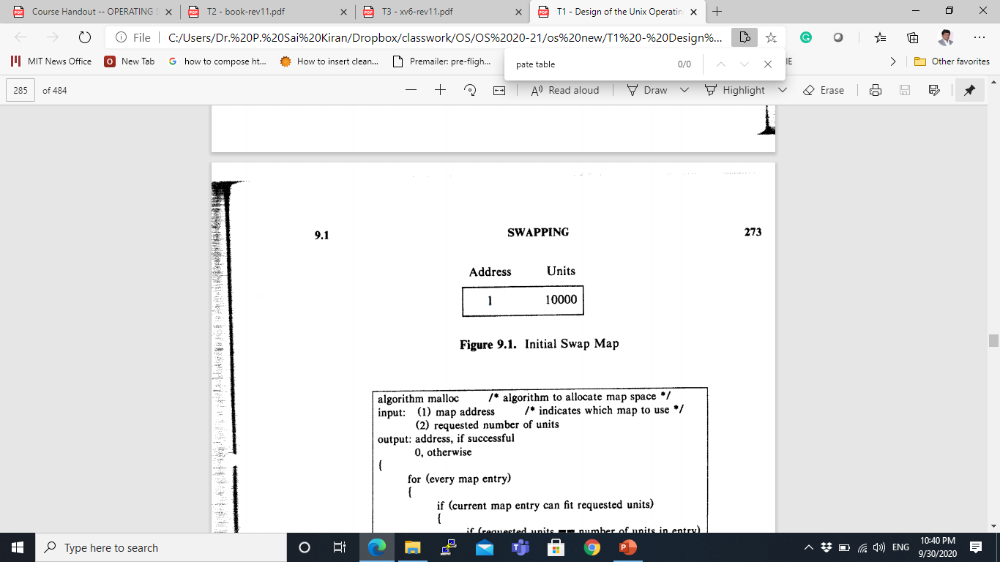 Course Handout -- OPERATING S
T2 - book-rev11.pdf
T3 - xv6-rev11.pdf
T1 - Design of the Unix Operatin
File
C:/Users/Dr.%20P.%20Sai%20Kiran/Dropbox/classwork/OS/OS%2020-21/os%20new/T1%20-%20Design%...
MIT News Office
New Tab
how to compose ht...
How to insert clean...
Premailer: pre-fligh...
IE
Other favorites
pate table
0/0
285
of 484
Read aloud
Draw
Highlight
Erase
9.1 SWAPPING 273
Address Units
1 10000
Figure 9.1. Initial Swap Map
algorithm malloc /* algorithm to allocate map space */
input: (1) map address /* indicates which map to use */
(2) requested number of units
output: address, if successful
0, otherwise
{
for (every map entry)
{
if (current map entry can fit requested units)
{
if (requested units == number of units in entry)
Type here to search
ENG
10:40 PM
9/30/2020